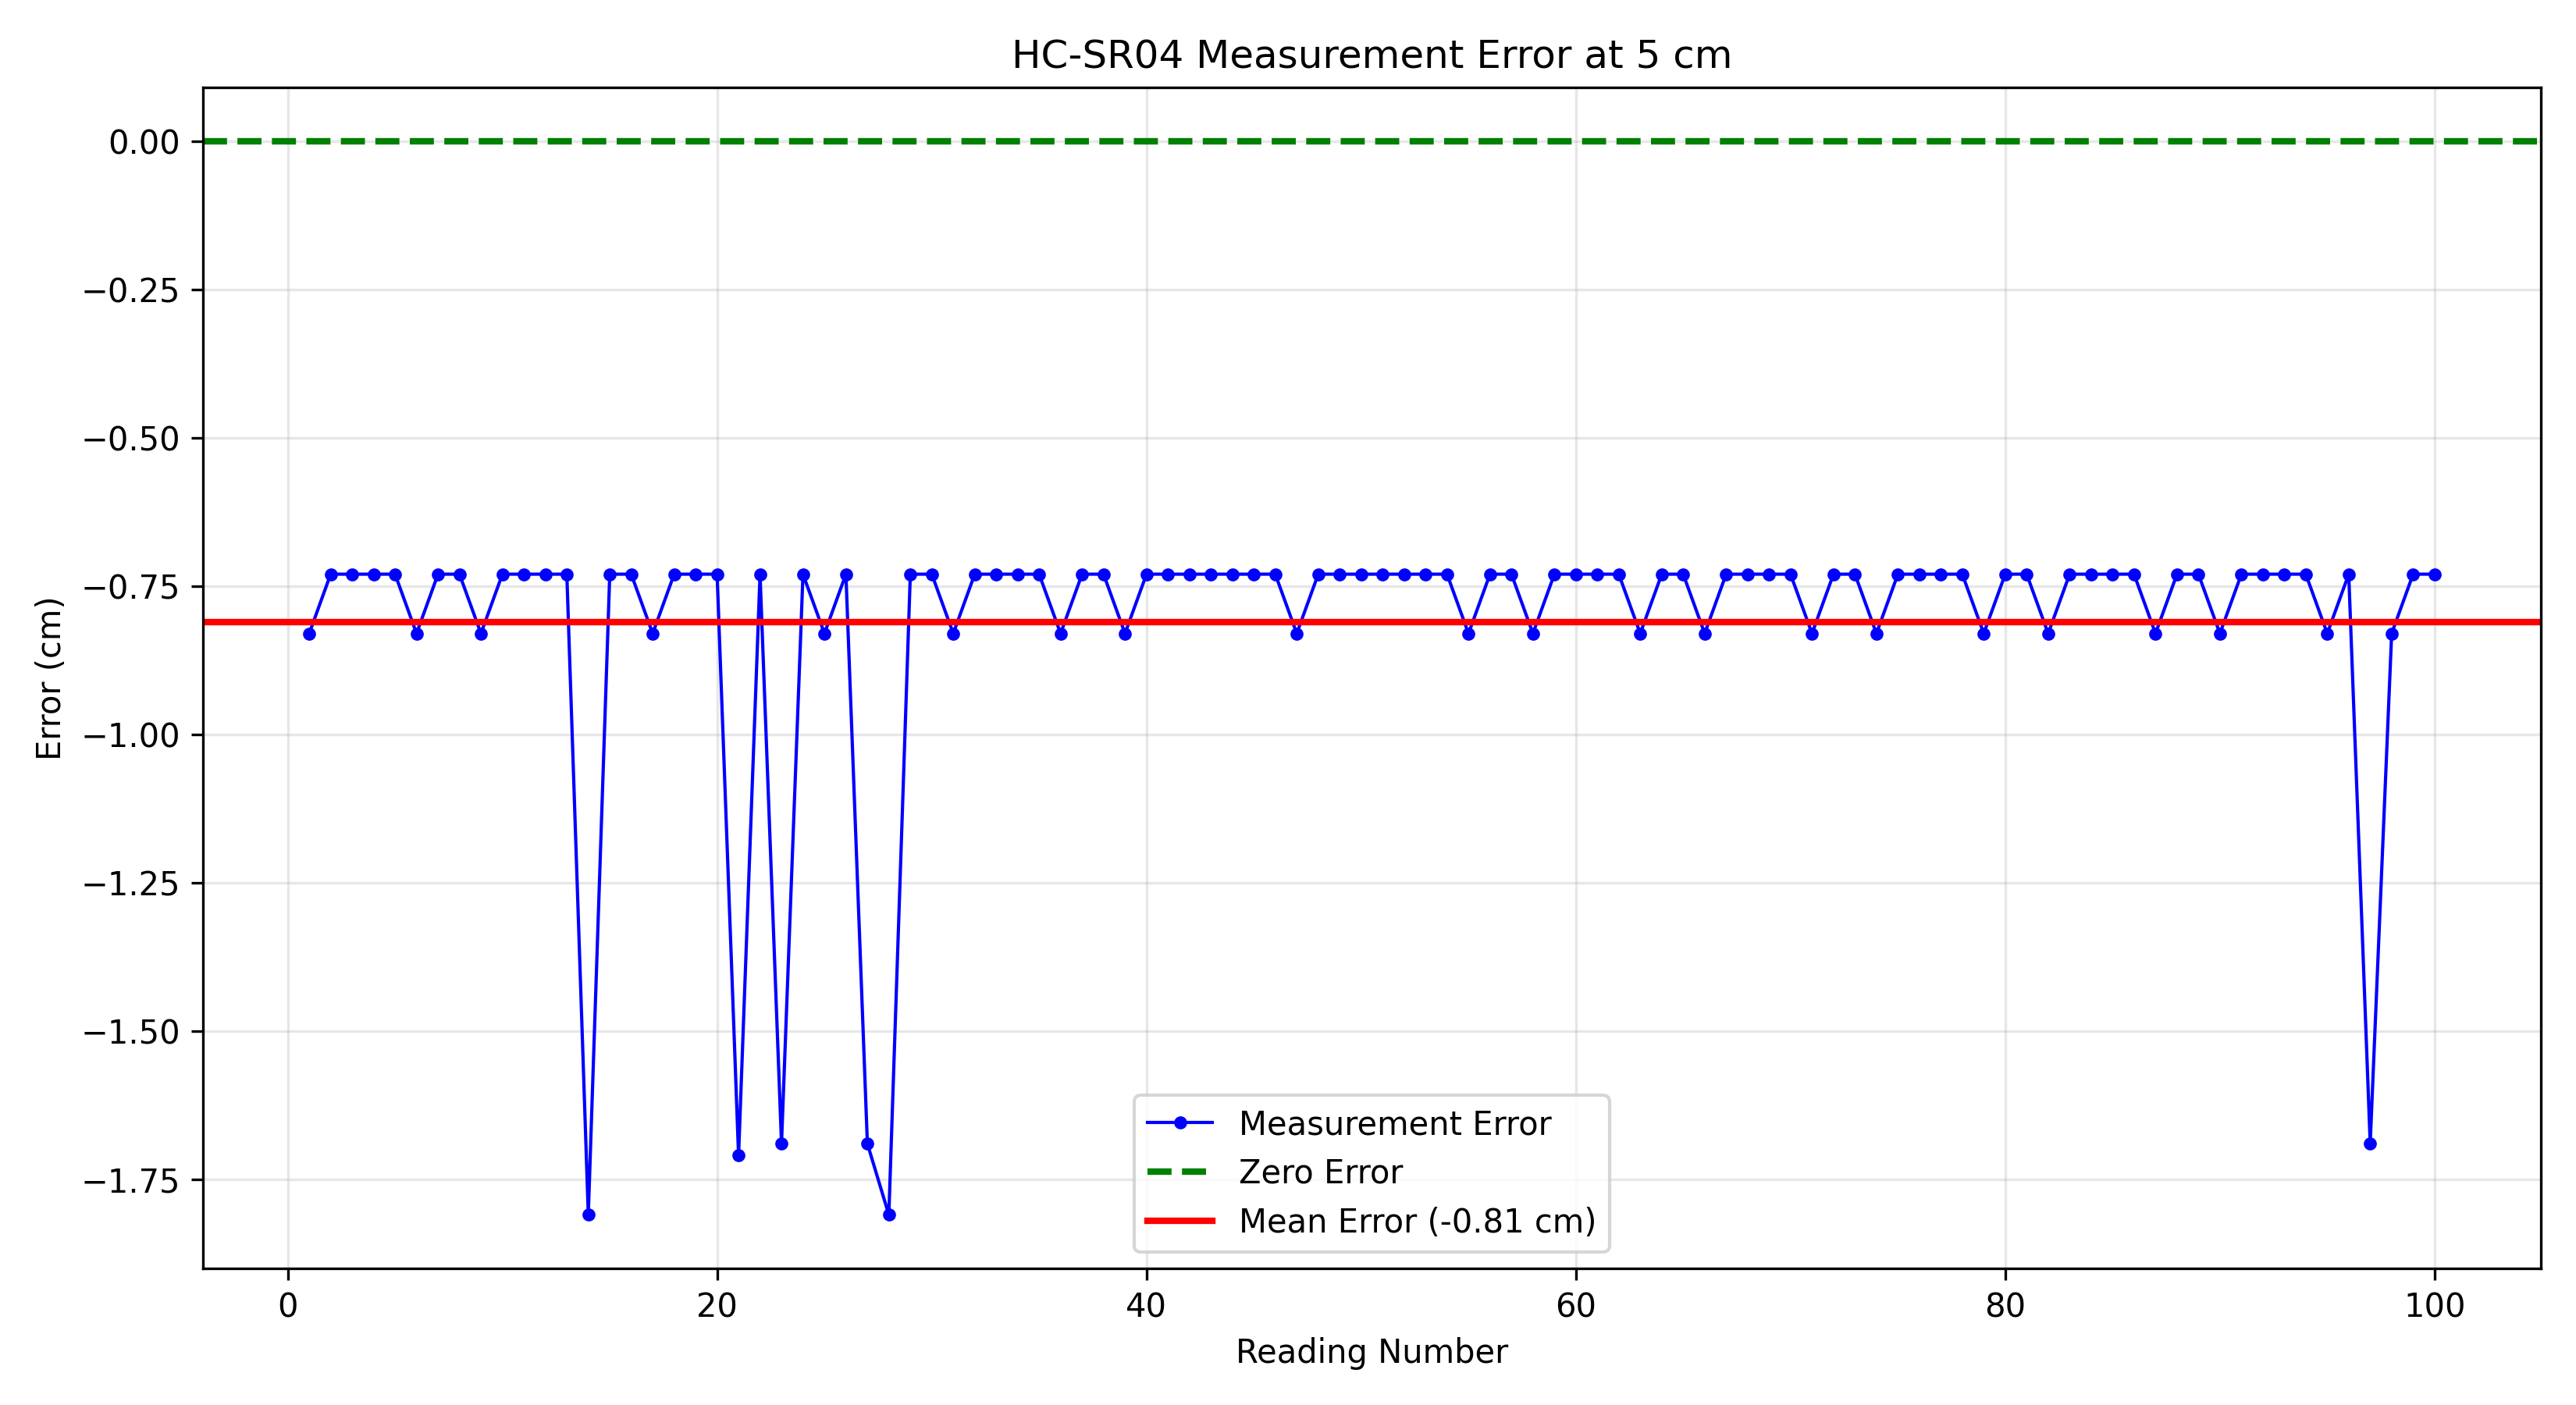 HC-SR04 Measurement Error at 5 cm
0.00
−0.25
−0.50
−0.75
−1.00
−1.25
−1.50
−1.75
Error (cm)
Measurement Error
Zero Error
Mean Error (-0.81 cm)
0 20 40 60 80 100
Reading Number